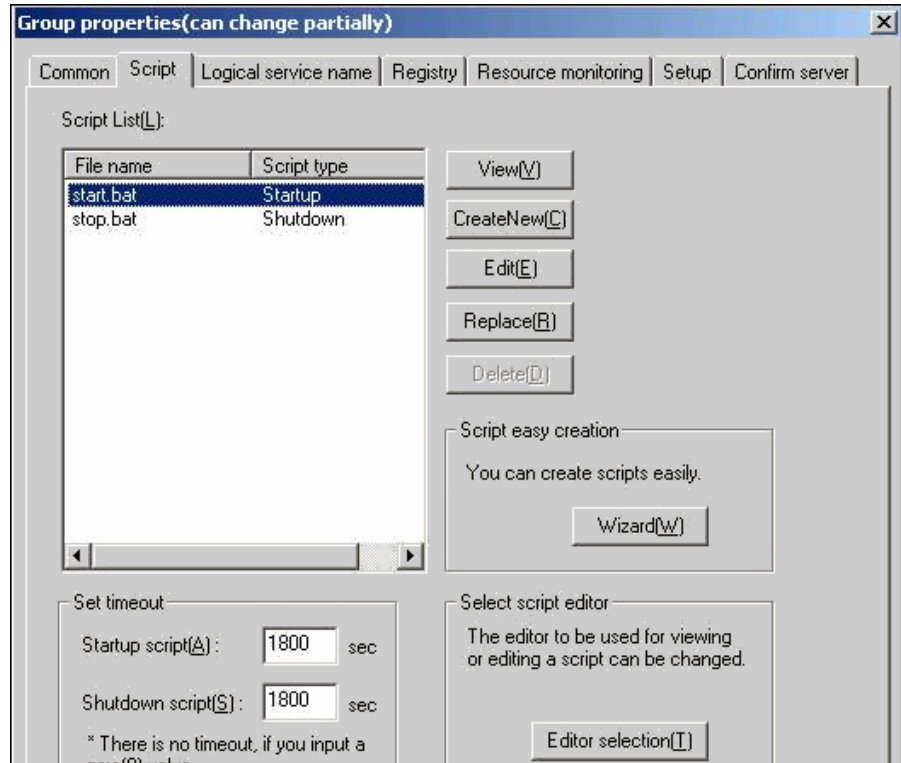 Group properties(can change partially)
Common Script Logical service name Registry Resource monitoring Setup Confirm server
Script List(L):
File name Script type
start.bat Startup
stop.bat Shutdown
View(V)
CreateNew(C)
Edit(E)
Replace(R)
Delete(D)
Script easy creation
You can create scripts easily.
Wizard(W)
Set timeout
Startup script(A) : 1800 sec
Shutdown script(S) : 1800 sec
* There is no timeout, if you input a
Select script editor
The editor to be used for viewing
or editing a script can be changed.
Editor selection(T)